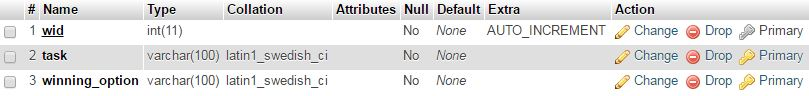 # Name Type Collation Attributes Null Default Extra Action
1 wid int(11) No None AUTO_INCREMENT Change Drop Primary
2 task varchar(100) latin1_swedish_ci No None Change Drop Primary
3 winning_option varchar(100) latin1_swedish_ci No None Change Drop Primary